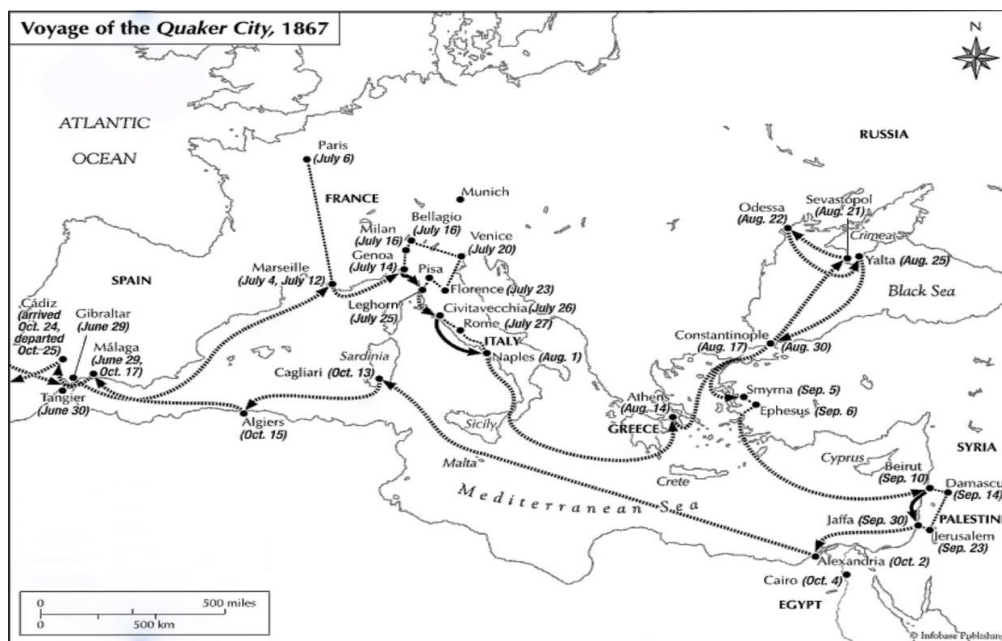 Voyage of the Quaker City, 1867
N
ATLANTIC
OCEAN
RUSSIA
Paris
(July 6)
FRANCE
Munich
Bellagio
(July 16)
Milan
(July 16)
Venice
(July 20)
Genoa
(July 14)
Pisa
Marseille
(July 4, July 12)
Florence (July 23)
Leghorn
(July 25)
Civitavecchia (July 26)
Rome (July 27)
ITALY
Naples (Aug. 1)
Sevastopol
(Aug. 21)
Odessa
(Aug. 22)
Crimea
Yalta (Aug. 25)
Black Sea
Constantinople
(Aug. 17)
(Aug. 30)
SPAIN
Cádiz
(arrived
Oct. 24,
departed
Oct. 25)
Gibraltar
(June 29)
Málaga
(June 29,
Oct. 17)
Tangier
(June 30)
Sardinia
Cagliari (Oct. 13)
Algiers
(Oct. 15)
Sicily
Malta
Athens
(Aug. 14)
GREECE
Smyrna (Sep. 5)
Ephesus (Sep. 6)
Crete
Cyprus
SYRIA
Beirut
(Sep. 10)
Damascu
(Sep. 14)
Mediterranean Sea
Jaffa (Sep. 30)
PALESTINE
Jerusalem
(Sep. 23)
Alexandria (Oct. 2)
Cairo (Oct. 4)
EGYPT
0 500 miles
0 500 km
© Infobase Publishing